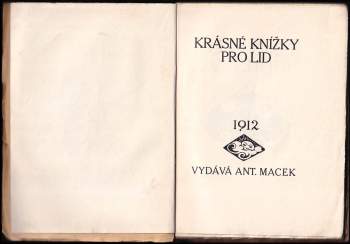 KRÁSNÉ KNÍŽKY
PRO LID
1912
VYDÁVÁ ANT. MACEK